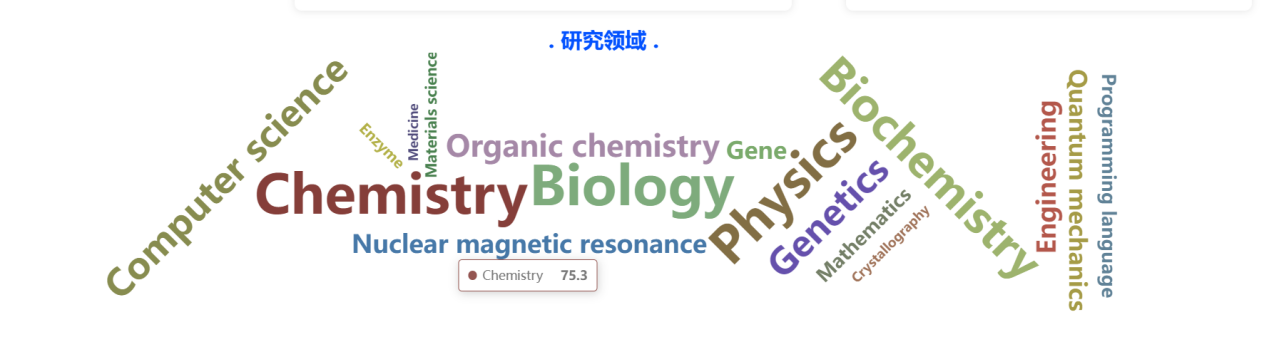 . 研究领域 .
Computer science
Enzyme
Medicine
Materials science
Organic chemistry
Gene
Chemistry
Biology
Nuclear magnetic resonance
Chemistry 75.3
Physics
Genetics
Mathematics
Crystallography
Biochemistry
Engineering
Quantum mechanics
Programming language